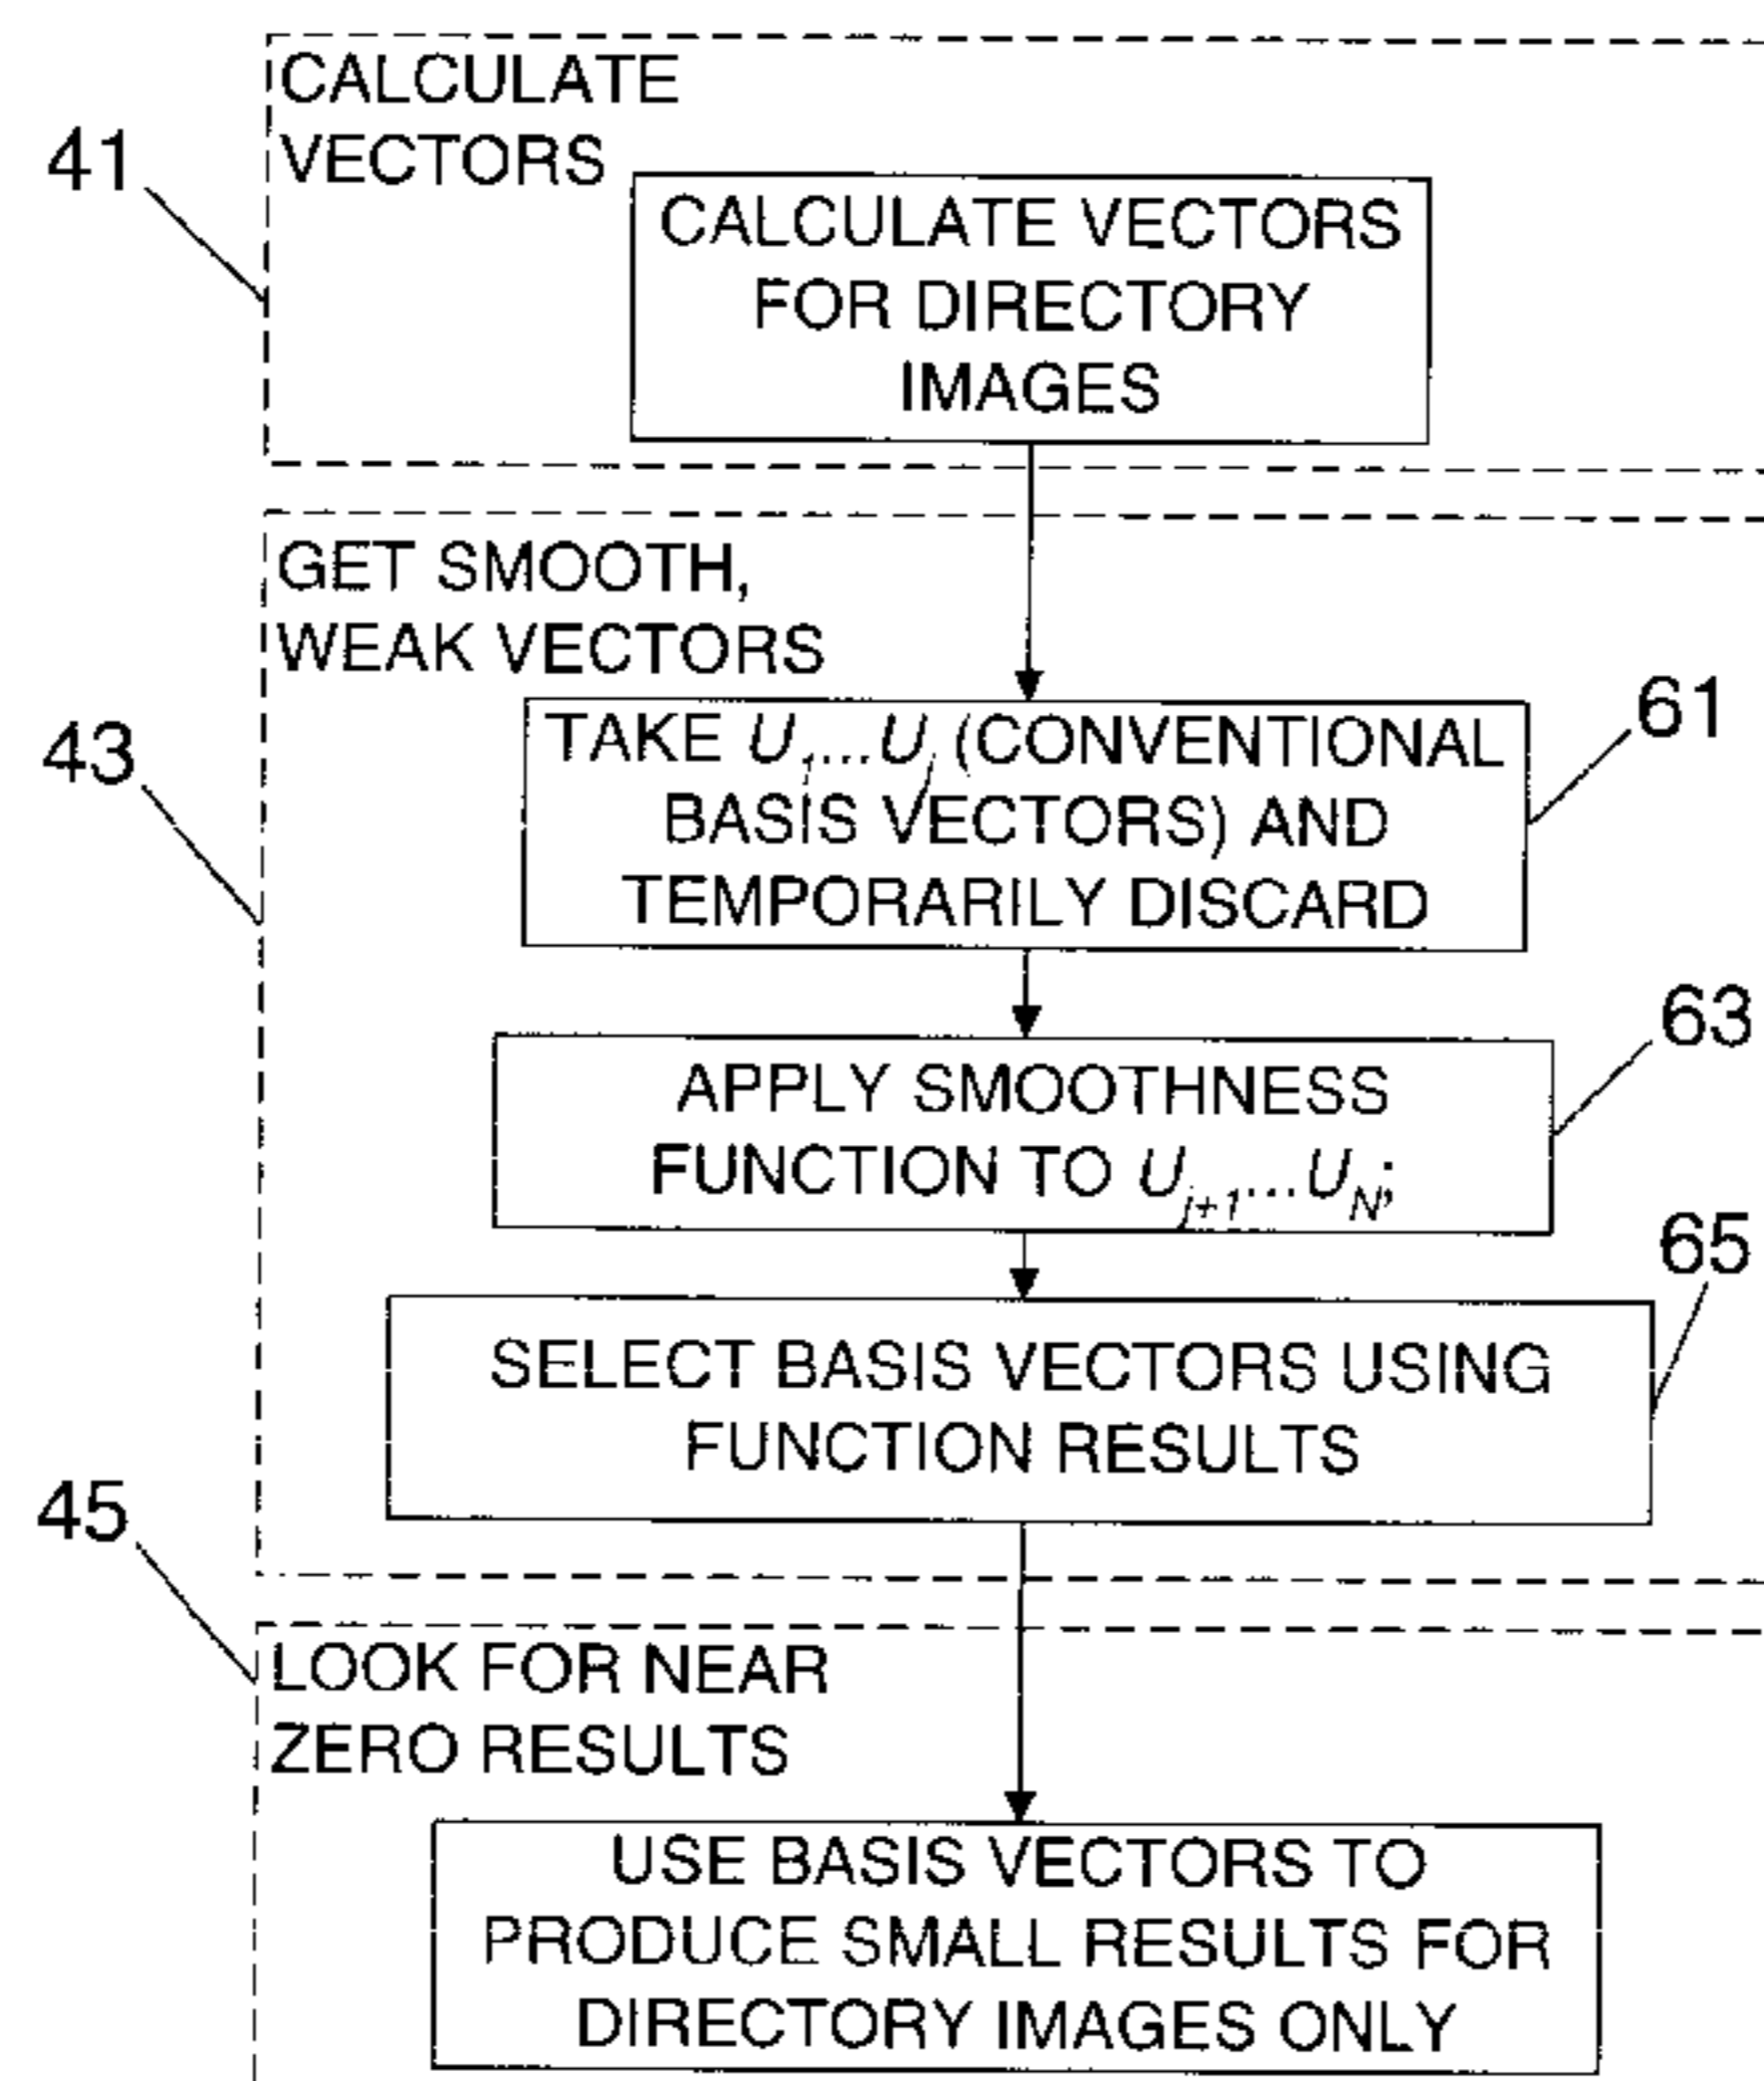 CALCULATE
VECTORS
41
CALCULATE VECTORS
FOR DIRECTORY
IMAGES
GET SMOOTH,
WEAK VECTORS
43
TAKE U₁...Uⱼ (CONVENTIONAL
BASIS VECTORS) AND
TEMPORARILY DISCARD
61
APPLY SMOOTHNESS
FUNCTION TO Uⱼ₊₁...U_N;
63
SELECT BASIS VECTORS USING
FUNCTION RESULTS
65
45
LOOK FOR NEAR
ZERO RESULTS
USE BASIS VECTORS TO
PRODUCE SMALL RESULTS FOR
DIRECTORY IMAGES ONLY